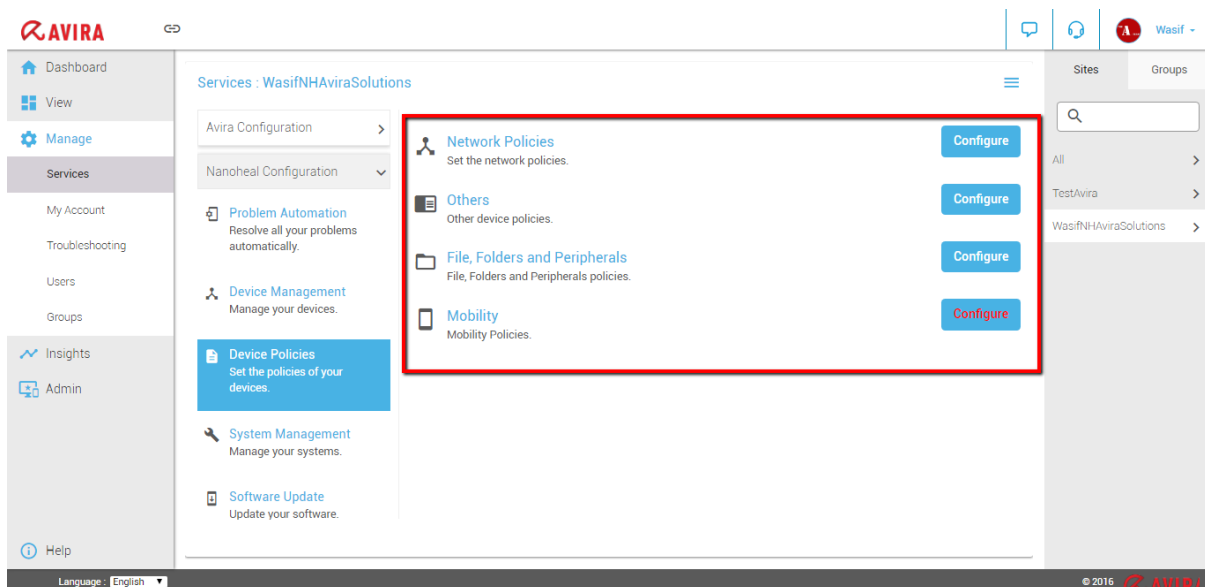 AVIRA
Wasif
Dashboard
View
Manage
Services
My Account
Troubleshooting
Users
Groups
Insights
Admin
Help
Services : WasifNHAviraSolutions
Avira Configuration
Nanoheal Configuration
Problem Automation
Resolve all your problems
automatically.
Device Management
Manage your devices.
Device Policies
Set the policies of your
devices.
System Management
Manage your systems.
Software Update
Update your software.
Network Policies
Set the network policies.
Configure
Others
Other device policies.
Configure
File, Folders and Peripherals
File, Folders and Peripherals policies.
Configure
Mobility
Mobility Policies.
Configure
Sites Groups
All
TestAvira
WasifNHAviraSolutions
Language : English
© 2016 AVIRA